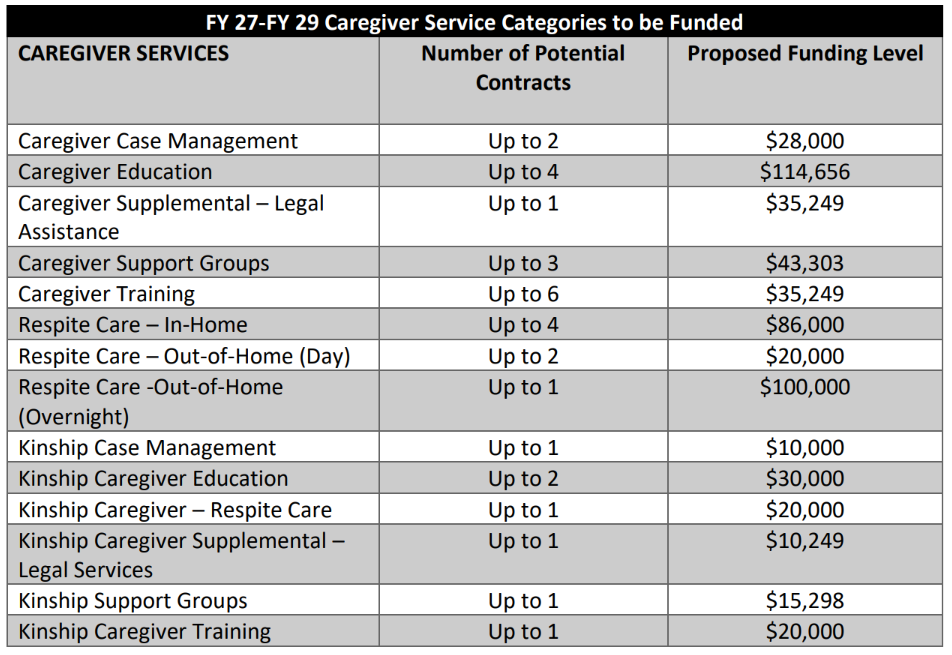 FY 27-FY 29 Caregiver Service Categories to be Funded
CAREGIVER SERVICES Number of Potential Proposed Funding Level
Contracts
Caregiver Case Management Up to 2 $28,000
Caregiver Education Up to 4 $114,656
Caregiver Supplemental – Legal Up to 1 $35,249
Assistance
Caregiver Support Groups Up to 3 $43,303
Caregiver Training Up to 6 $35,249
Respite Care – In-Home Up to 4 $86,000
Respite Care – Out-of-Home (Day) Up to 2 $20,000
Respite Care -Out-of-Home Up to 1 $100,000
(Overnight)
Kinship Case Management Up to 1 $10,000
Kinship Caregiver Education Up to 2 $30,000
Kinship Caregiver – Respite Care Up to 1 $20,000
Kinship Caregiver Supplemental – Up to 1 $10,249
Legal Services
Kinship Support Groups Up to 1 $15,298
Kinship Caregiver Training Up to 1 $20,000